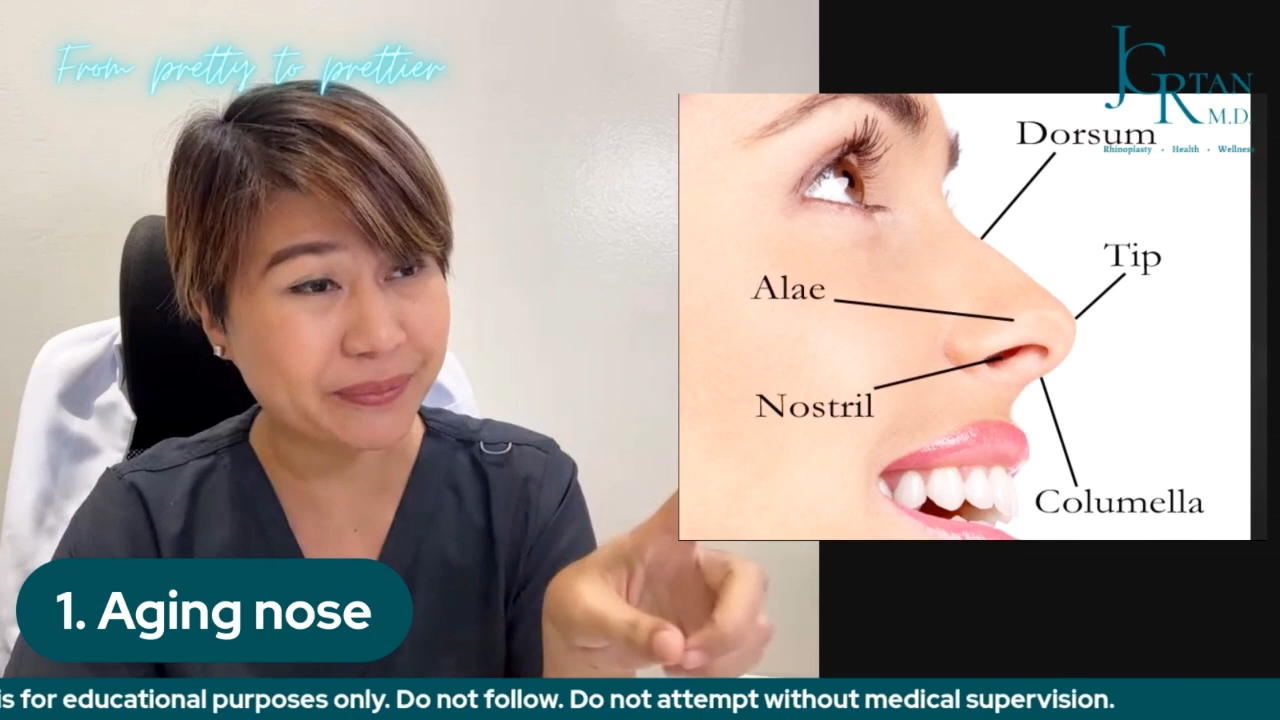 From pretty to prettier
JGRTAN
M.D.
Rhinoplasty • Health • Wellness
Dorsum
Tip
Alae
Nostril
Columella
1. Aging nose
is for educational purposes only. Do not follow. Do not attempt without medical supervision.